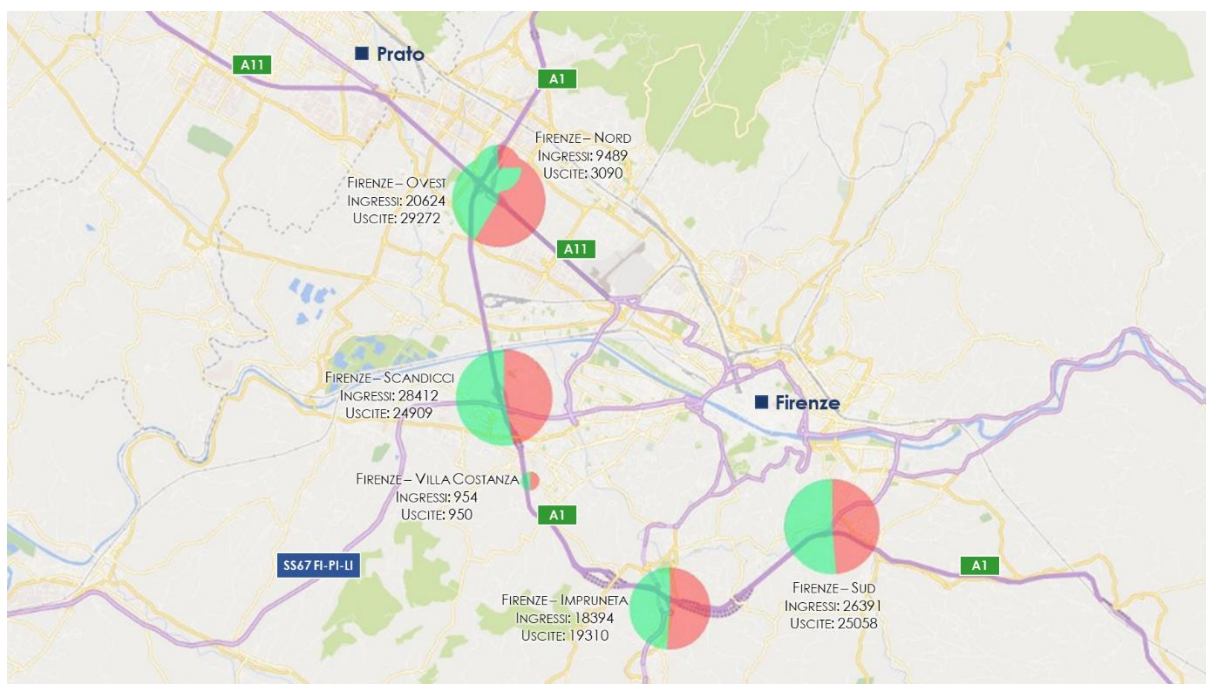 Prato
A11
A1
Firenze – Nord
Ingressi: 9489
Uscite: 3090
Firenze – Ovest
Ingressi: 20624
Uscite: 29272
A11
Firenze – Scandicci
Ingressi: 28412
Uscite: 24909
Firenze
Firenze – Villa Costanza
Ingressi: 954
Uscite: 950
A1
SS67 FI-PI-LI
A1
Firenze – Sud
Ingressi: 26391
Uscite: 25058
Firenze – Impruneta
Ingressi: 18394
Uscite: 19310